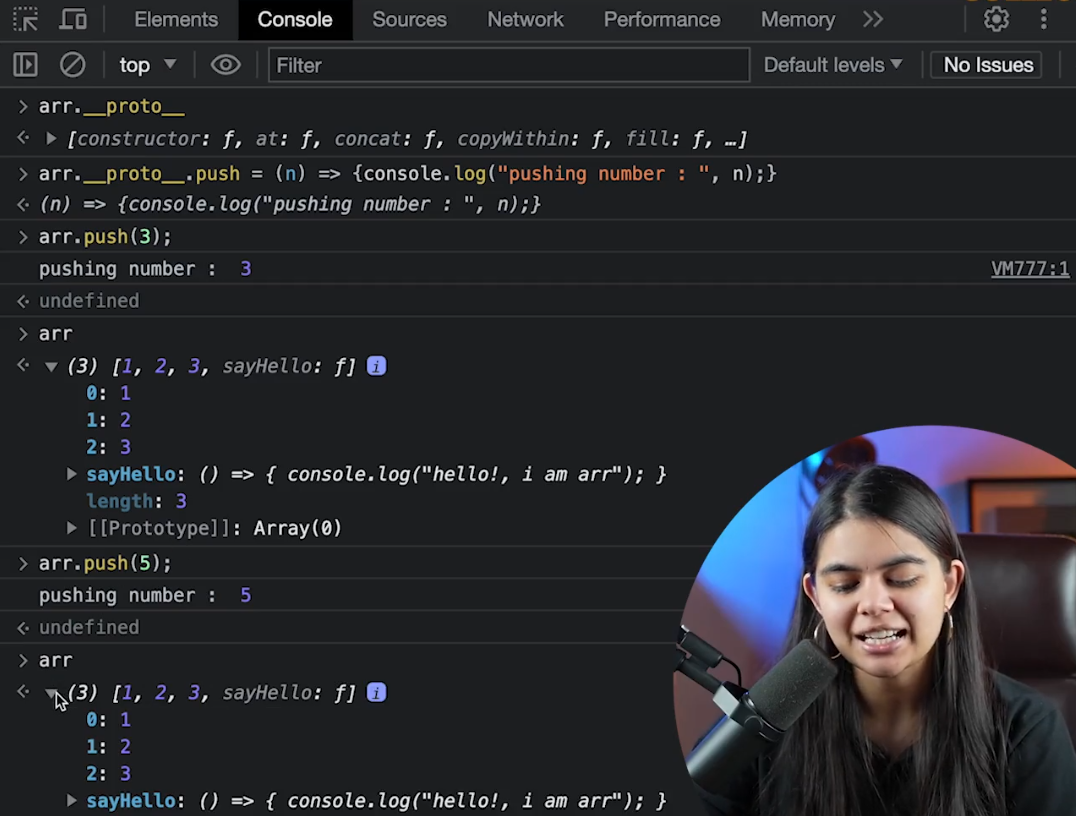 Elements Console Sources Network Performance Memory
top Filter Default levels No Issues
arr.__proto__
[constructor: ƒ, at: ƒ, concat: ƒ, copyWithin: ƒ, fill: ƒ, …]
arr.__proto__.push = (n) => {console.log("pushing number : ", n);}
(n) => {console.log("pushing number : ", n);}
arr.push(3);
pushing number : 3 VM777:1
undefined
arr
(3) [1, 2, 3, sayHello: ƒ] i
0: 1
1: 2
2: 3
sayHello: () => { console.log("hello!, i am arr"); }
length: 3
[[Prototype]]: Array(0)
arr.push(5);
pushing number : 5
undefined
arr
(3) [1, 2, 3, sayHello: ƒ] i
0: 1
1: 2
2: 3
sayHello: () => { console.log("hello!, i am arr"); }